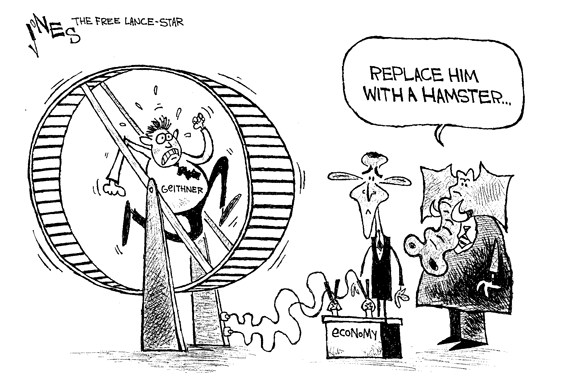 JONES
THE FREE LANCE-STAR
REPLACE HIM
WITH A HAMSTER...
GEITHNER
ECONOMY